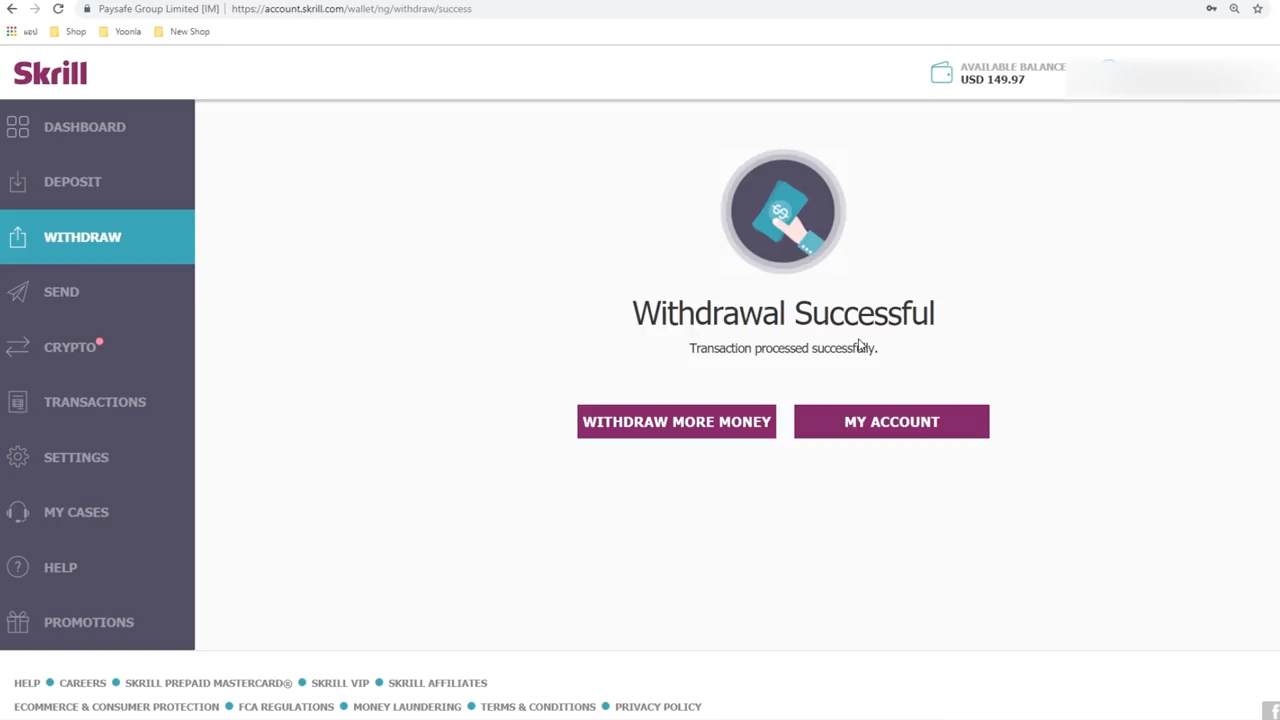 Paysafe Group Limited [IM] | https://account.skrill.com/wallet/ng/withdraw/success
แอป Shop Yoonla New Shop
Skrill
AVAILABLE BALANCE
USD 149.97
DASHBOARD
DEPOSIT
WITHDRAW
SEND
CRYPTO
TRANSACTIONS
SETTINGS
MY CASES
HELP
PROMOTIONS
Withdrawal Successful
Transaction processed successfully.
WITHDRAW MORE MONEY MY ACCOUNT
HELP CAREERS SKRILL PREPAID MASTERCARD® SKRILL VIP SKRILL AFFILIATES
ECOMMERCE & CONSUMER PROTECTION FCA REGULATIONS MONEY LAUNDERING TERMS & CONDITIONS PRIVACY POLICY